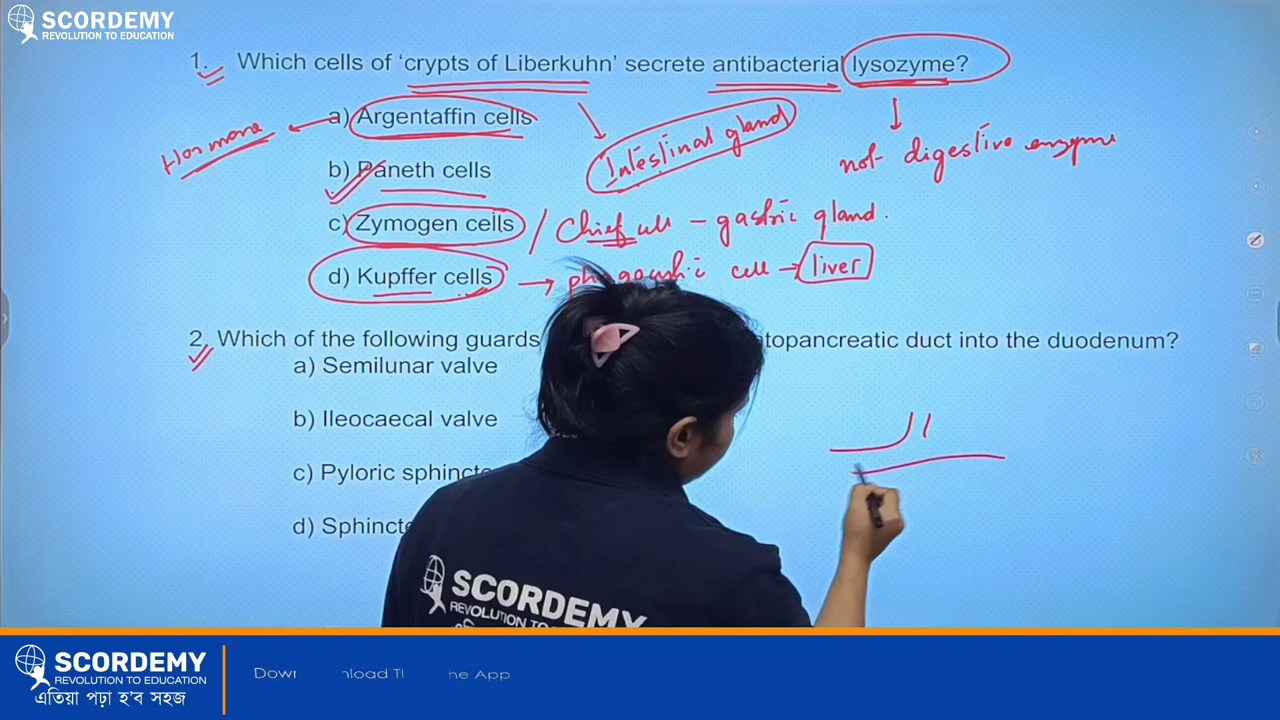 SCORDEMY
REVOLUTION TO EDUCATION
1. Which cells of ‘crypts of Liberkuhn’ secrete antibacterial lysozyme?
a) Argentaffin cells
Hormone
Intestinal gland
not digestive enzyme
b) Paneth cells
c) Zymogen cells / Chief cell - gastric gland.
d) Kupffer cells → cell → liver
2. Which of the following guards atopancreatic duct into the duodenum?
a) Semilunar valve
b) Ileocaecal valve
c) Pyloric sphincte
d) Sphincte
SCORDEMY
REVOLUTION TO
SCORDEMY
REVOLUTION TO EDUCATION
এতিয়া পঢ়া হ'ব সহজ
Down nload Th he App